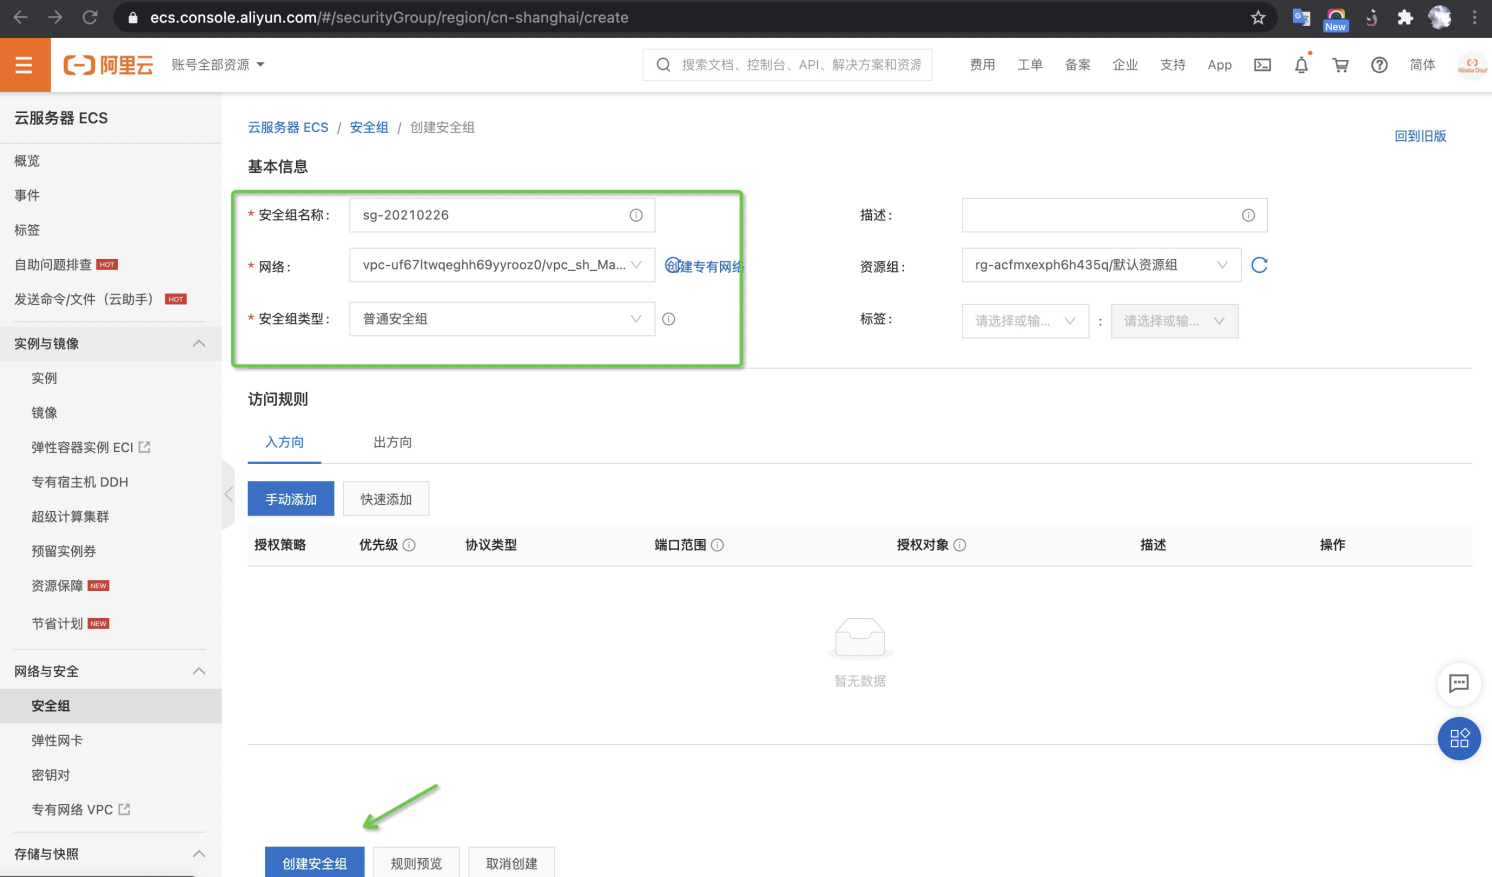 ecs.console.aliyun.com/#/securityGroup/region/cn-shanghai/create
New
阿里云
账号全部资源
搜索文档、控制台、API、解决方案和资源
费用
工单
备案
企业
支持
App
简体
云服务器 ECS
概览
事件
标签
自助问题排查 HOT
发送命令/文件（云助手） HOT
实例与镜像
实例
镜像
弹性容器实例 ECI
专有宿主机 DDH
超级计算集群
预留实例券
资源保障 NEW
节省计划 NEW
网络与安全
安全组
弹性网卡
密钥对
专有网络 VPC
存储与快照
云服务器 ECS / 安全组 / 创建安全组
回到旧版
基本信息
* 安全组名称: sg-20210226
描述:
* 网络: vpc-uf67ltwqeghh69yyrooz0/vpc_sh_Ma... 创建专有网络
资源组: rg-acfmxexph6h435q/默认资源组
* 安全组类型: 普通安全组
标签: 请选择或输... : 请选择或输...
访问规则
入方向 出方向
手动添加 快速添加
授权策略 优先级 协议类型 端口范围 授权对象 描述 操作
暂无数据
创建安全组 规则预览 取消创建